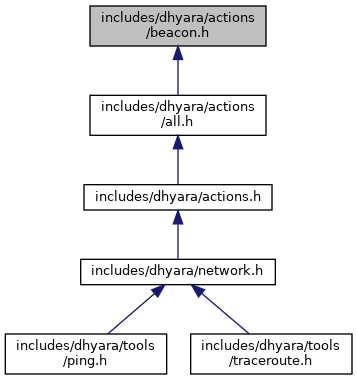 includes/dhyara/actions
/beacon.h
includes/dhyara/actions
/all.h
includes/dhyara/actions.h
includes/dhyara/network.h
includes/dhyara/tools
/ping.h
includes/dhyara/tools
/traceroute.h